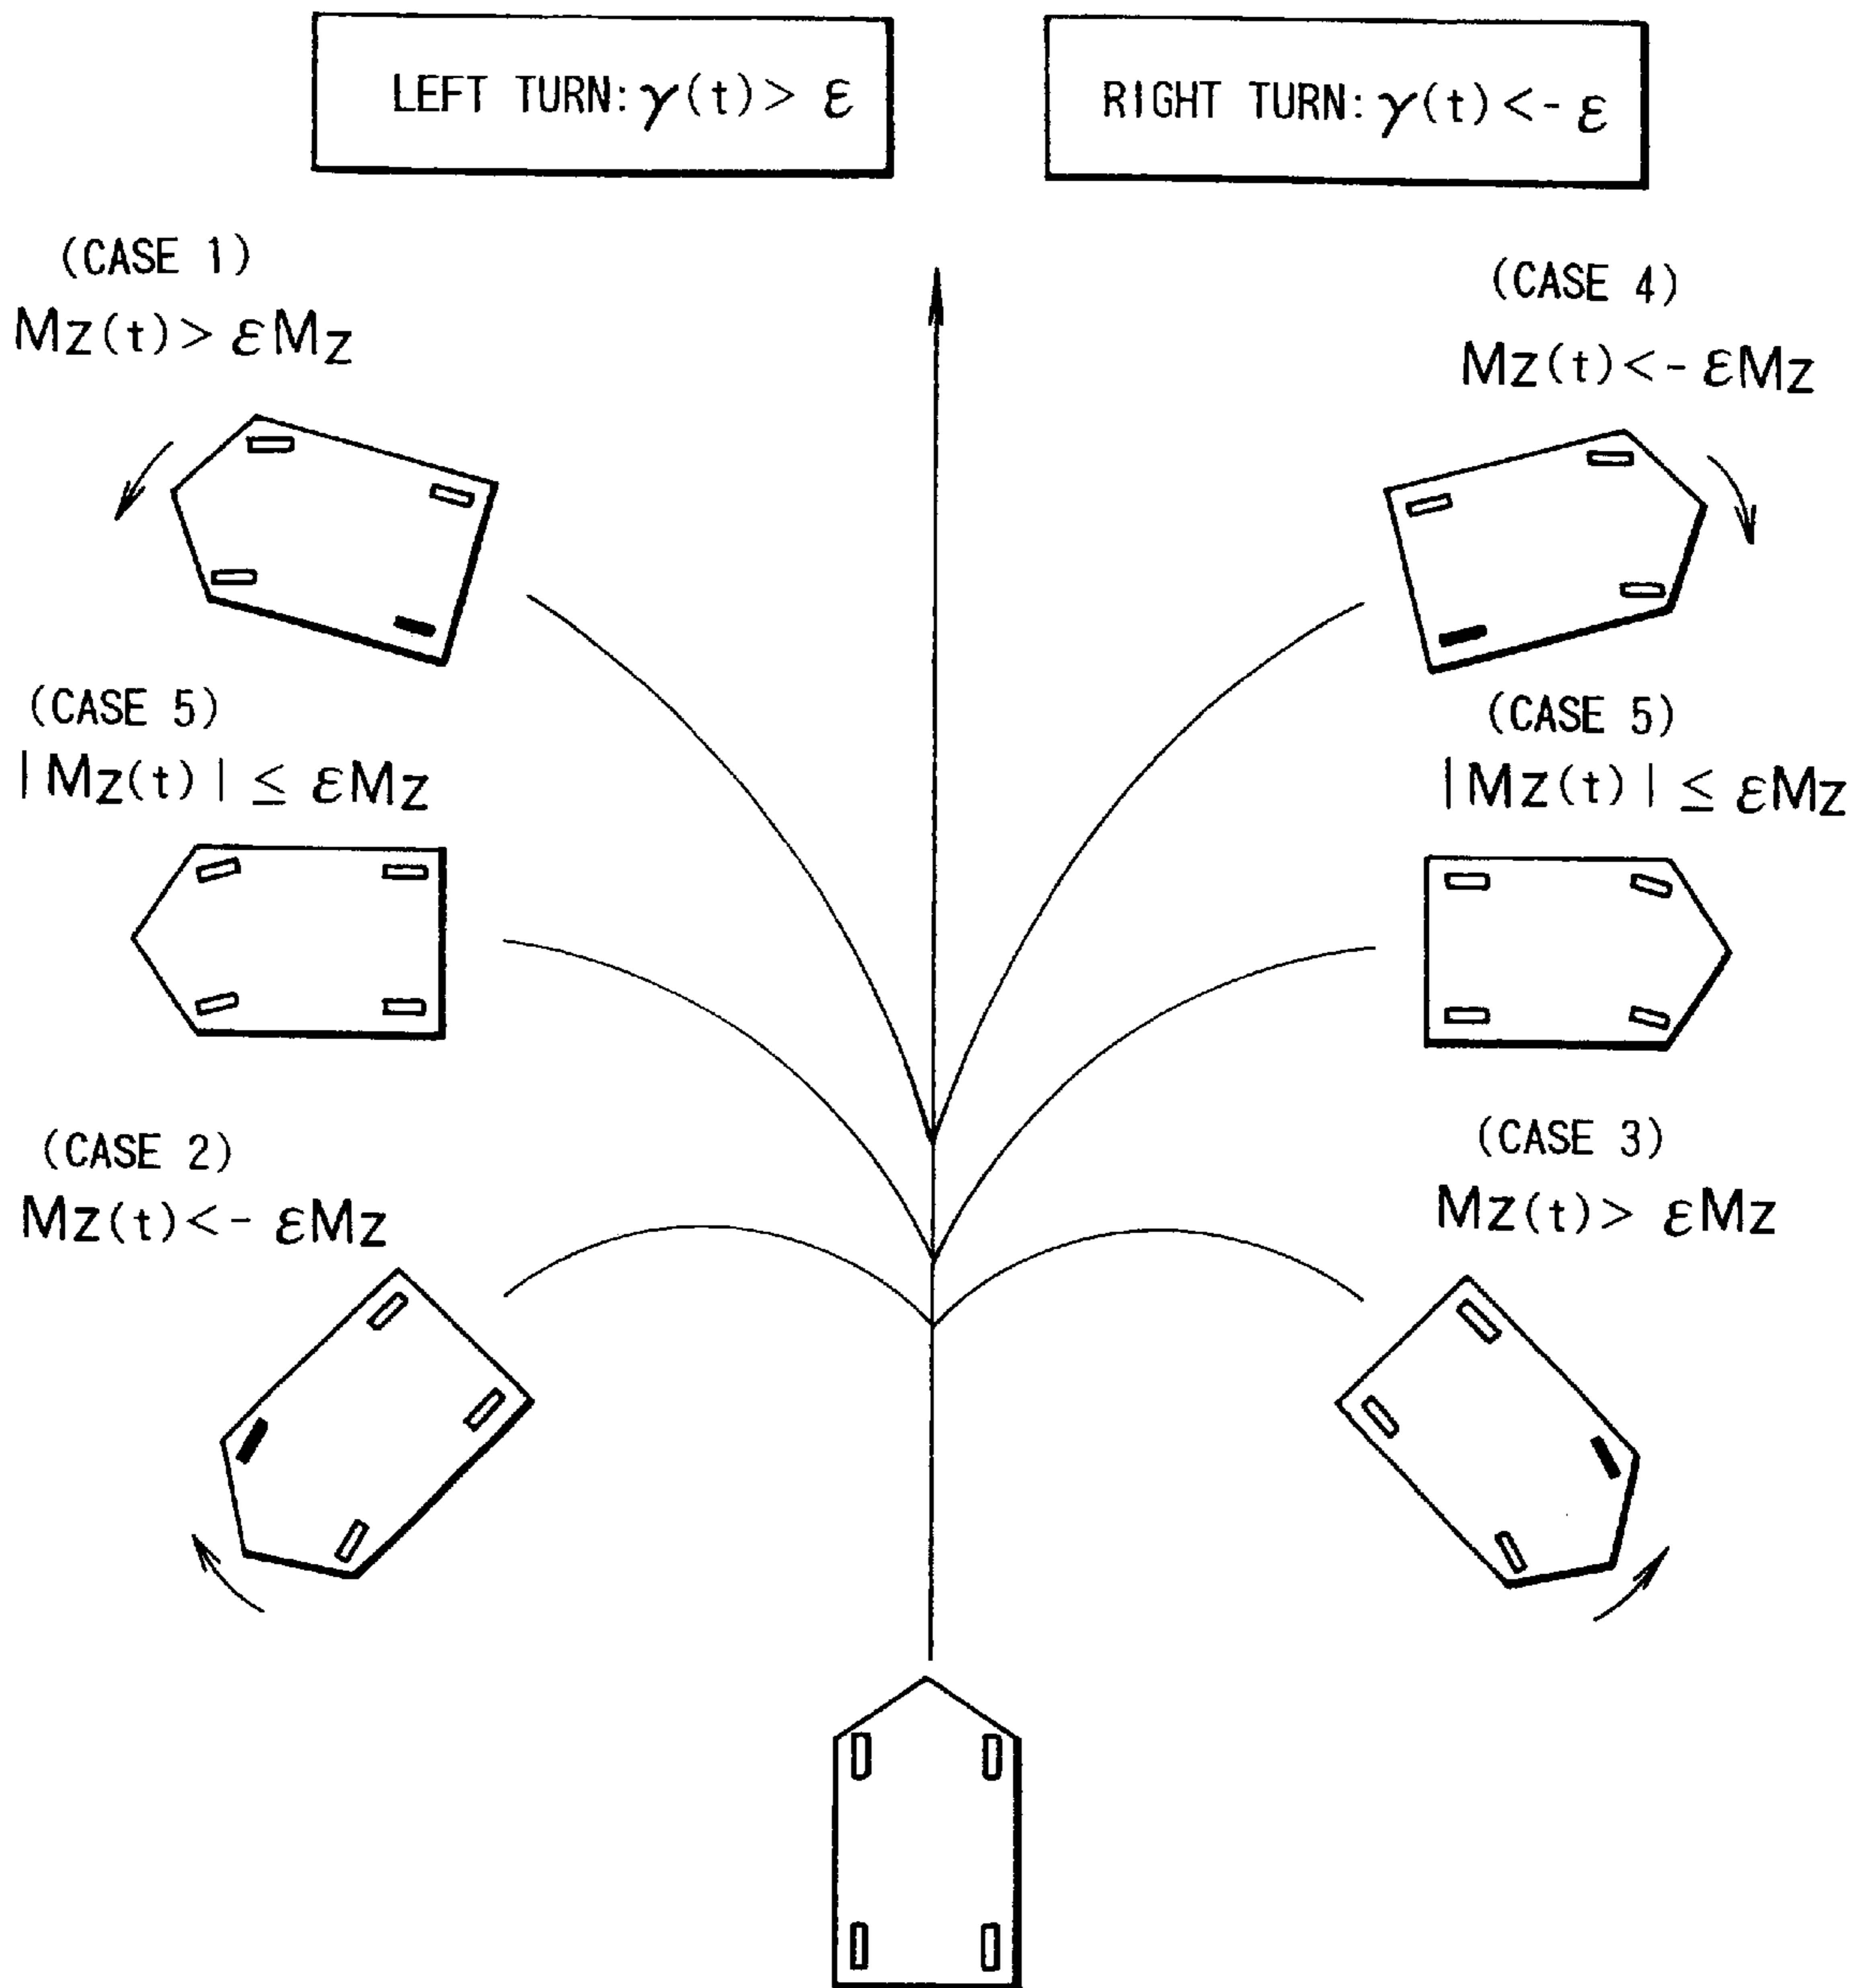 LEFT TURN: γ(t) > ε
RIGHT TURN: γ(t) < - ε
(CASE 1)
Mz(t) > εMz
(CASE 4)
Mz(t) < - εMz
(CASE 5)
|Mz(t)| ≤ εMz
(CASE 5)
|Mz(t)| ≤ εMz
(CASE 2)
Mz(t) < - εMz
(CASE 3)
Mz(t) > εMz